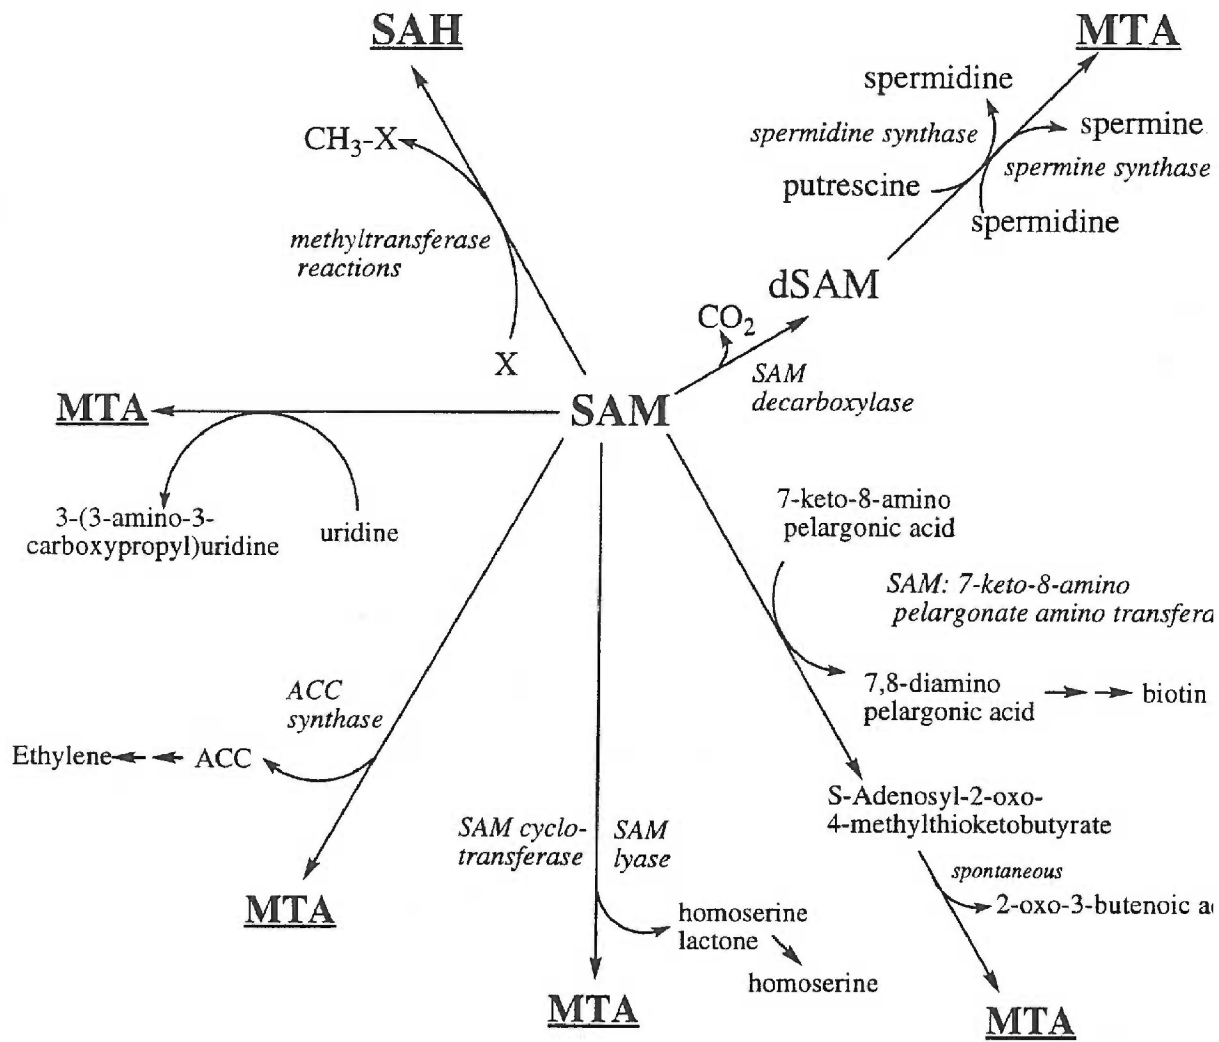 SAH
MTA
spermidine
CH3-X
spermidine synthase
spermine
spermine synthase
putrescine
spermidine
methyltransferase
reactions
dSAM
CO2
X
SAM
decarboxylase
MTA
SAM
7-keto-8-amino
pelargonic acid
3-(3-amino-3-
carboxypropyl)uridine
uridine
SAM: 7-keto-8-amino
pelargonate amino transfera
ACC
synthase
7,8-diamino
pelargonic acid
biotin
Ethylene
ACC
S-Adenosyl-2-oxo-
4-methylthioketobutyrate
SAM cyclo-
transferase
SAM
lyase
spontaneous
2-oxo-3-butenoic a
MTA
homoserine
lactone
homoserine
MTA
MTA